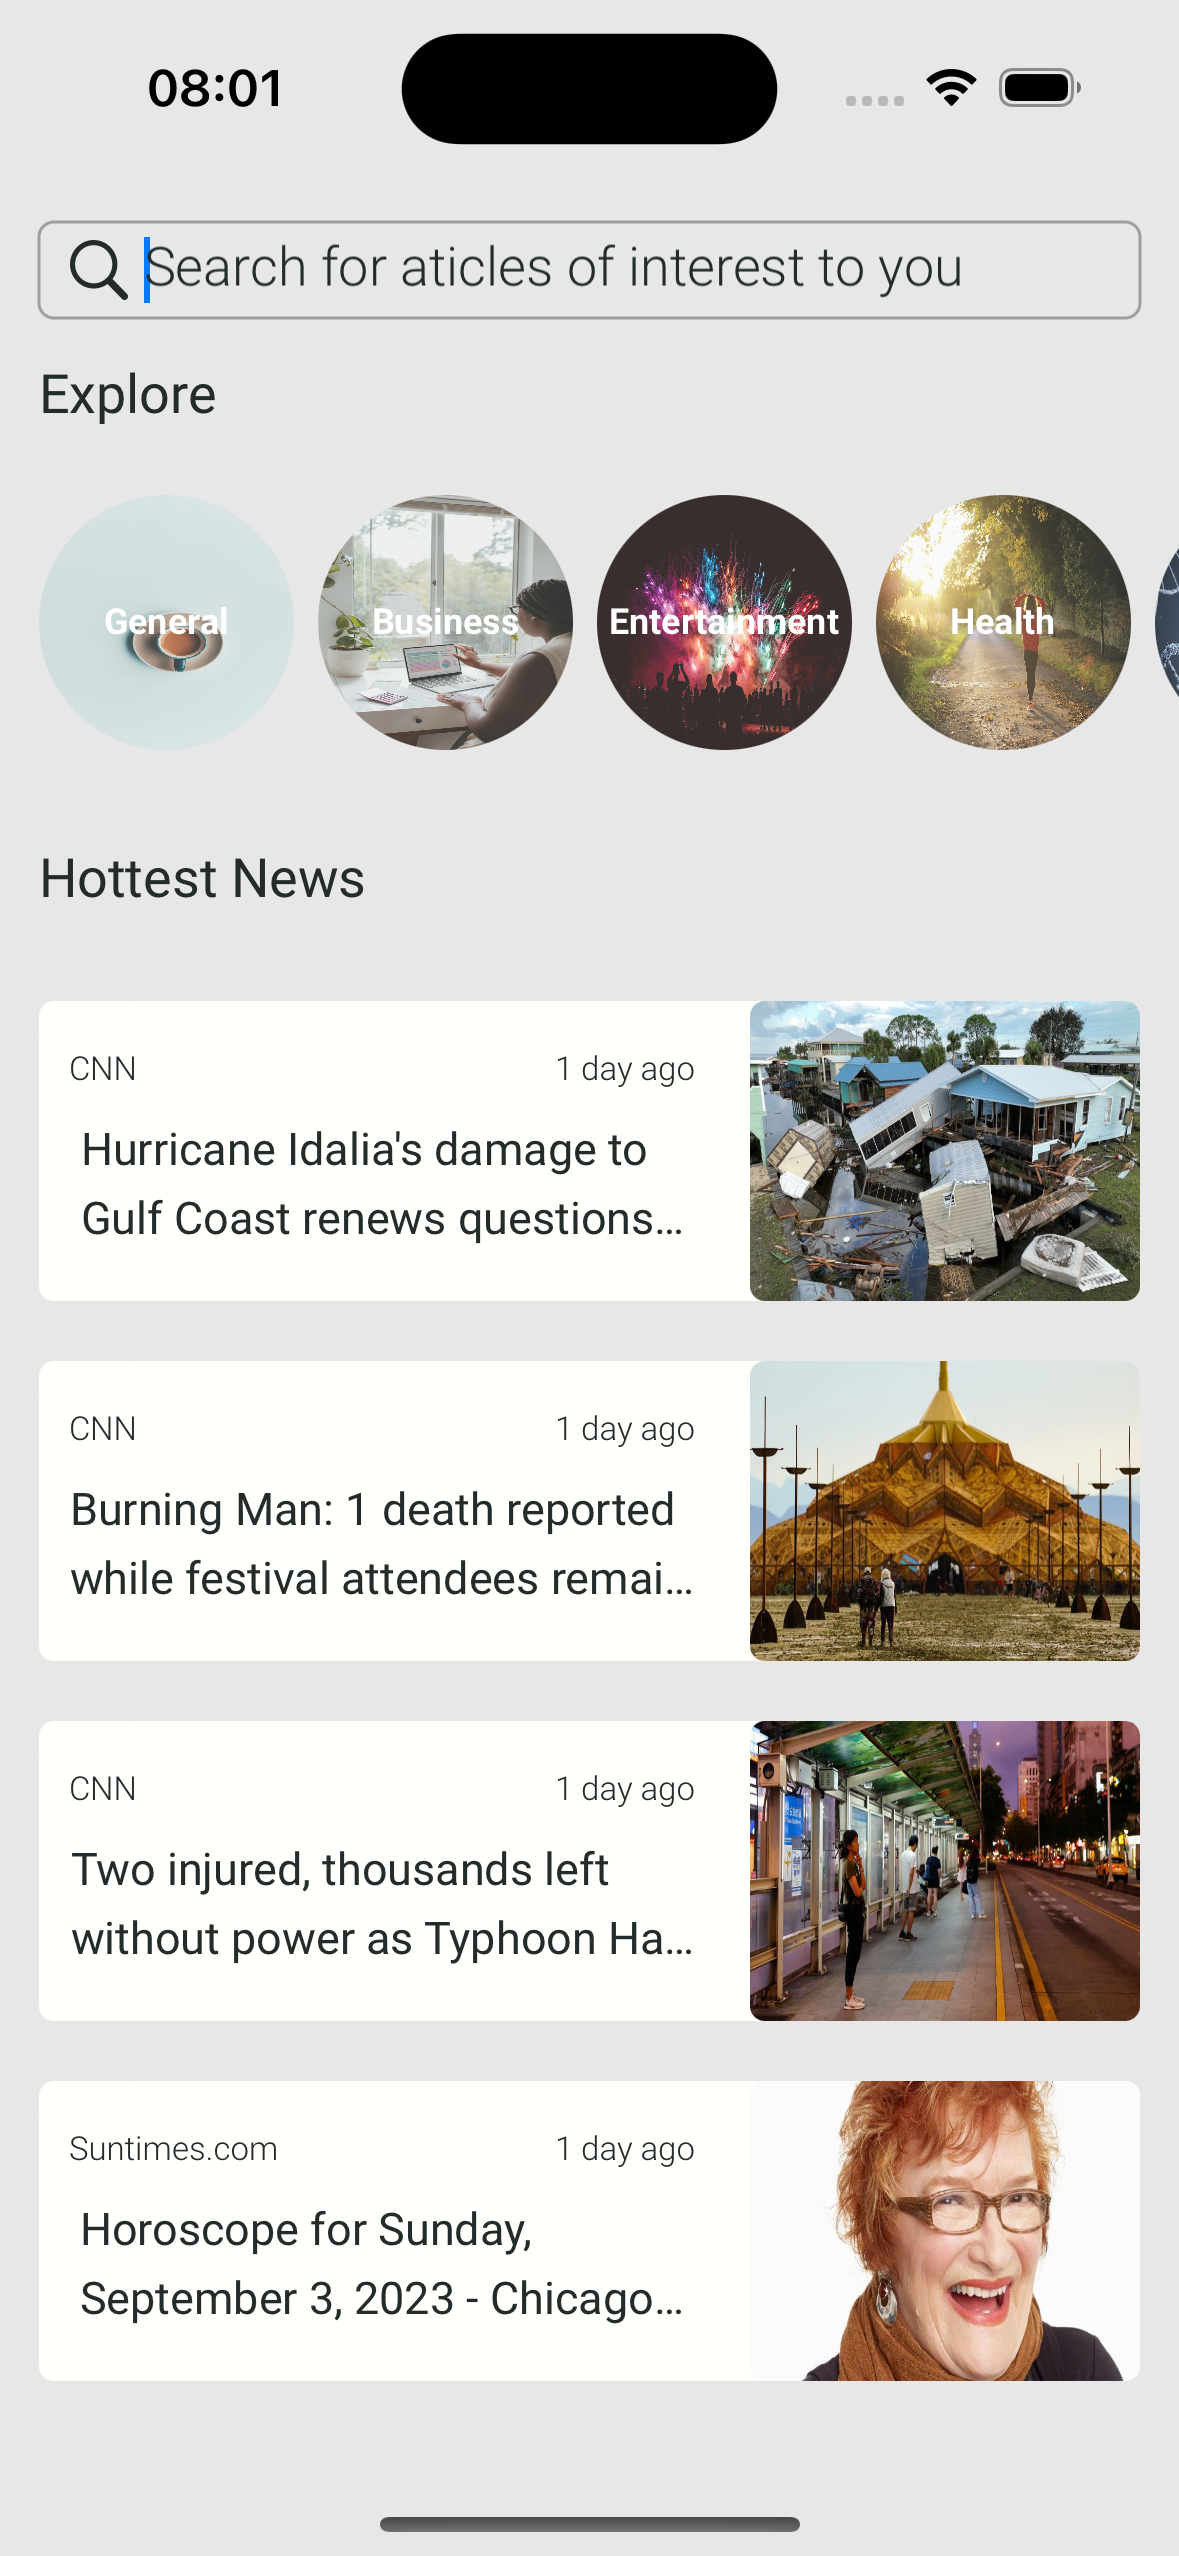 08:01
Search for aticles of interest to you
Explore
General
Business
Entertainment
Health
Hottest News
CNN
1 day ago
Hurricane Idalia's damage to
Gulf Coast renews questions...
CNN
1 day ago
Burning Man: 1 death reported
while festival attendees remai...
CNN
1 day ago
Two injured, thousands left
without power as Typhoon Ha...
Suntimes.com
1 day ago
Horoscope for Sunday,
September 3, 2023 - Chicago...